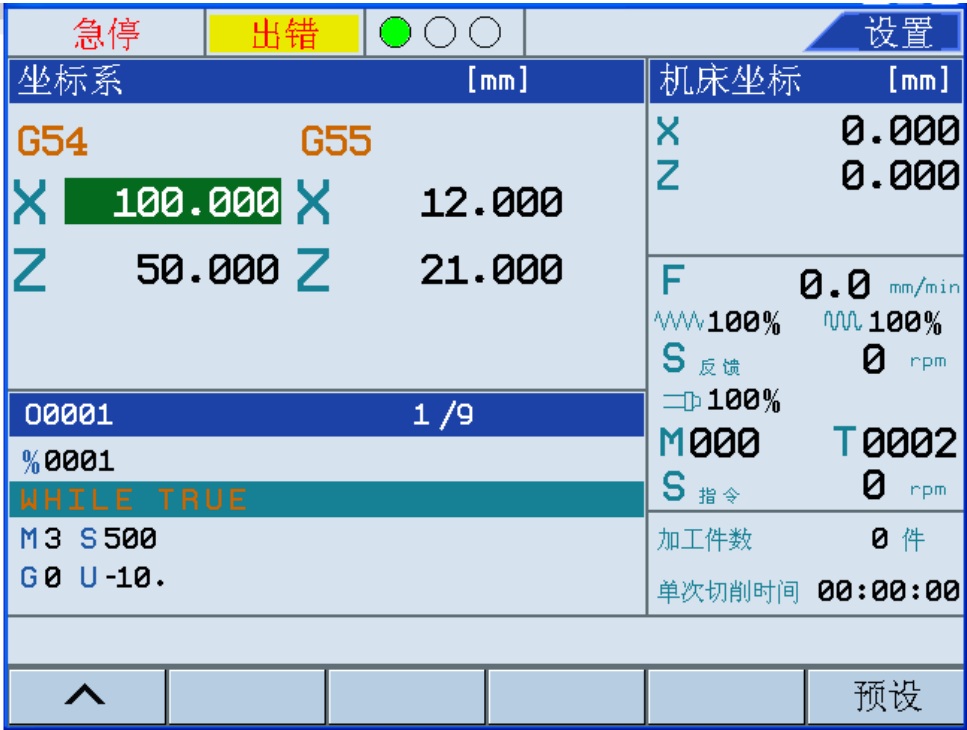 急停 出错 设置
坐标系 [mm]
G54 G55
X 100.000 X 12.000
Z 50.000 Z 21.000
机床坐标 [mm]
X 0.000
Z 0.000
F 0.0 mm/min
100% 100%
S 反馈 0 rpm
100%
M000 T0002
S 指令 0 rpm
加工件数 0 件
单次切削时间 00:00:00
O0001 1/9
%0001
WHILE TRUE
M3 S500
G0 U-10.
预设